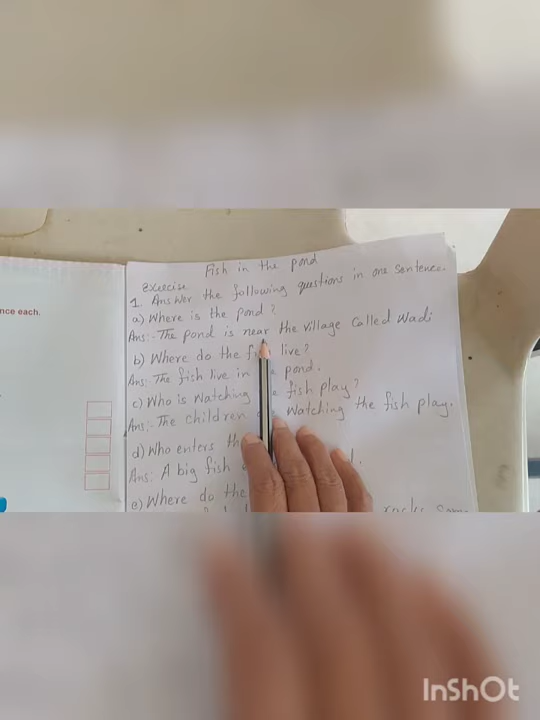 nce each.
Fish in the pond
Exercise
1. Answer the following questions in one sentence.
a) Where is the pond?
Ans:- The pond is near the village called Wadi
b) Where do the live?
Ans: The fish live in pond.
c) Who is watching fish play?
Ans:- The children watching the fish play.
d) Who enters
Ans: A big fish
e) Where do the
InShOt